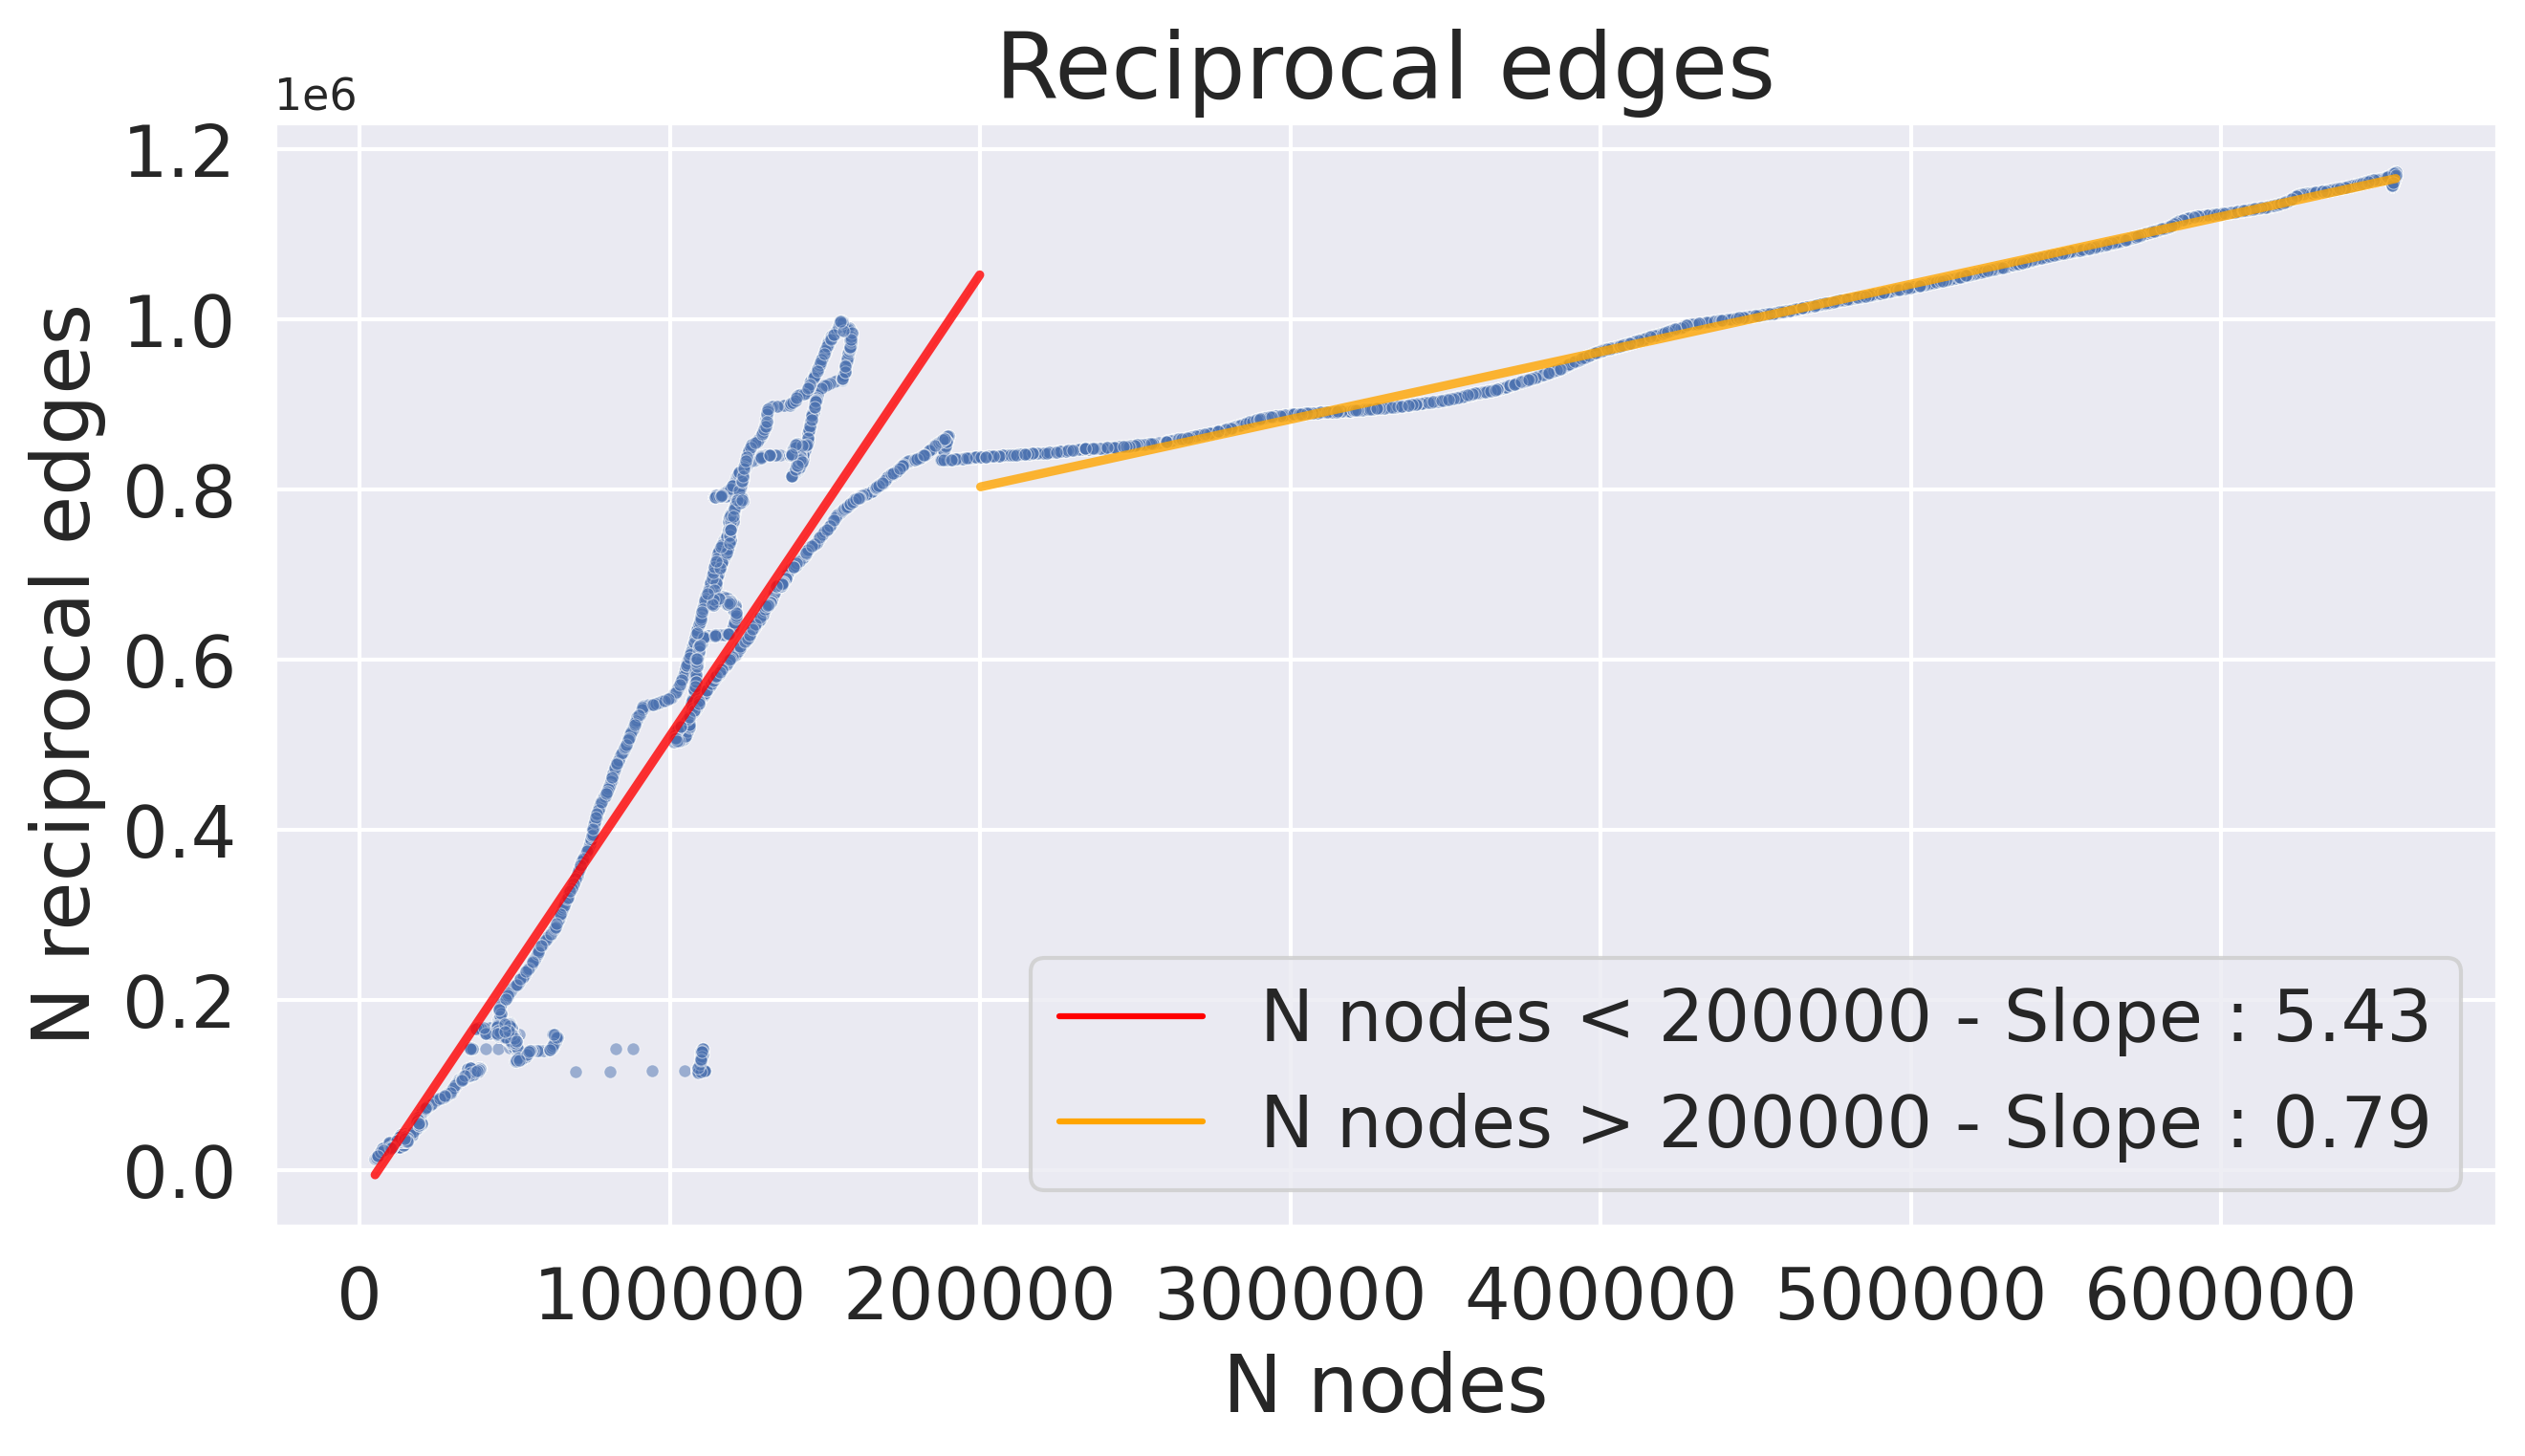 Reciprocal edges
1e6
1.2
1.0
0.8
0.6
0.4
0.2
0.0
N reciprocal edges
N nodes < 200000 - Slope : 5.43
N nodes > 200000 - Slope : 0.79
0 100000 200000 300000 400000 500000 600000
N nodes